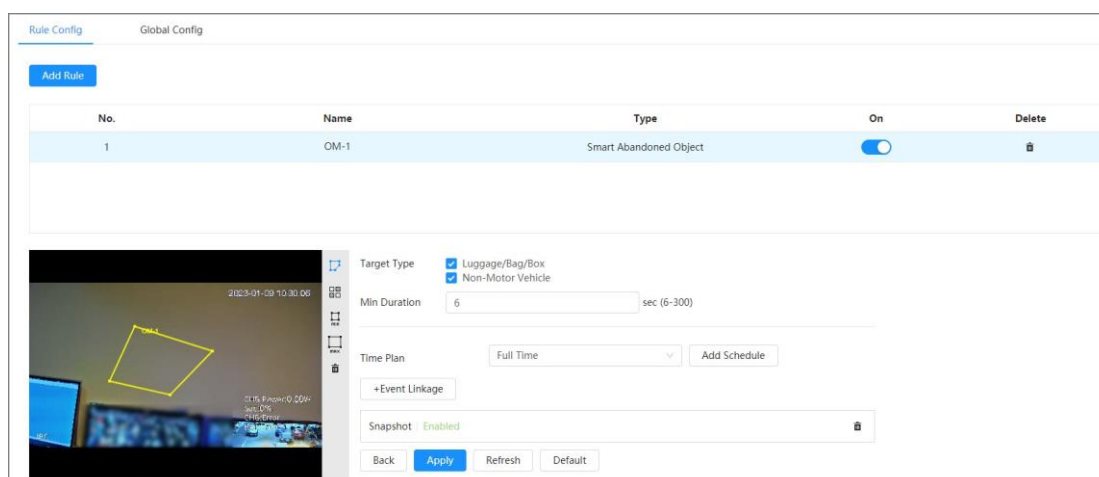 Rule Config Global Config
Add Rule
No. Name Type On Delete
1 OM-1 Smart Abandoned Object
Target Type Luggage/Bag/Box
Non-Motor Vehicle
Min Duration 6 sec (6-300)
Time Plan Full Time Add Schedule
+Event Linkage
Snapshot Enabled
Back Apply Refresh Default
2023-01-09 10:30:06
OM-1
MAX
IPC